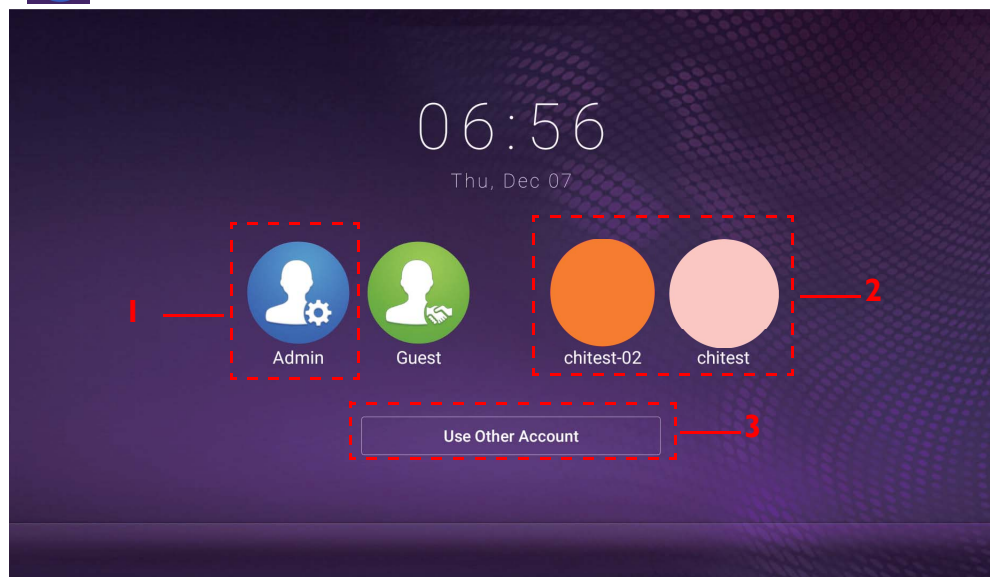 06:56
Thu, Dec 07
1
2
Admin
Guest
chitest-02
chitest
Use Other Account
3